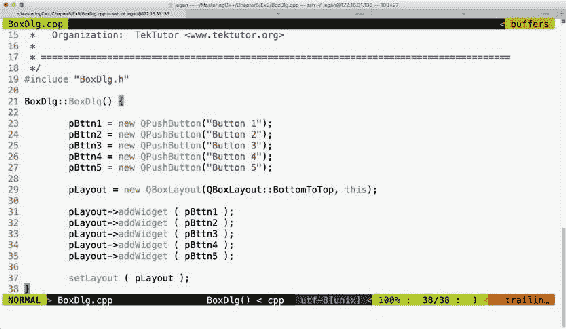 BoxDlg.cpp buffers
15 * Organization: TekTutor <www.tektutor.org>
16 *
17 * =====================================================================================
18 */
19 #include "BoxDlg.h"
20
21 BoxDlg::BoxDlg() {
22
23 pBttn1 = new QPushButton("Button 1");
24 pBttn2 = new QPushButton("Button 2");
25 pBttn3 = new QPushButton("Button 3");
26 pBttn4 = new QPushButton("Button 4");
27 pBttn5 = new QPushButton("Button 5");
28
29 pLayout = new QBoxLayout(QBoxLayout::BottomToTop, this);
30
31 pLayout->addWidget ( pBttn1 );
32 pLayout->addWidget ( pBttn2 );
33 pLayout->addWidget ( pBttn3 );
34 pLayout->addWidget ( pBttn4 );
35 pLayout->addWidget ( pBttn5 );
36
37 setLayout ( pLayout );
38 }
NORMAL BoxDlg.cpp BoxDlg() < cpp utf-8[unix] 100% : 38/38 : 1 trailin…